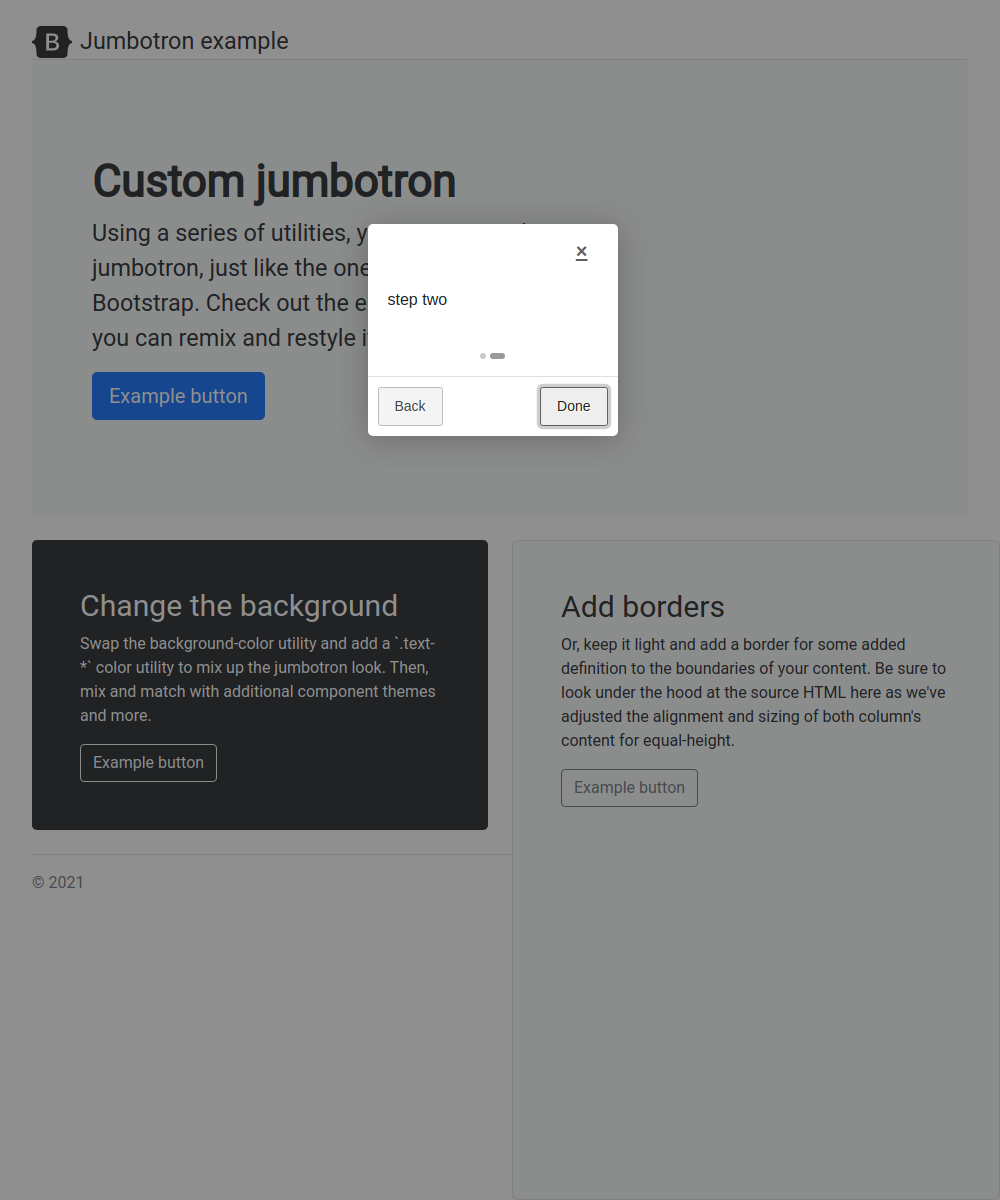 B Jumbotron example
Custom jumbotron
Using a series of utilities, y
jumbotron, just like the one
Bootstrap. Check out the e
you can remix and restyle i
Example button
×
step two
Back
Done
Change the background
Swap the background-color utility and add a `.text-
*` color utility to mix up the jumbotron look. Then,
mix and match with additional component themes
and more.
Example button
Add borders
Or, keep it light and add a border for some added
definition to the boundaries of your content. Be sure to
look under the hood at the source HTML here as we've
adjusted the alignment and sizing of both column's
content for equal-height.
Example button
© 2021